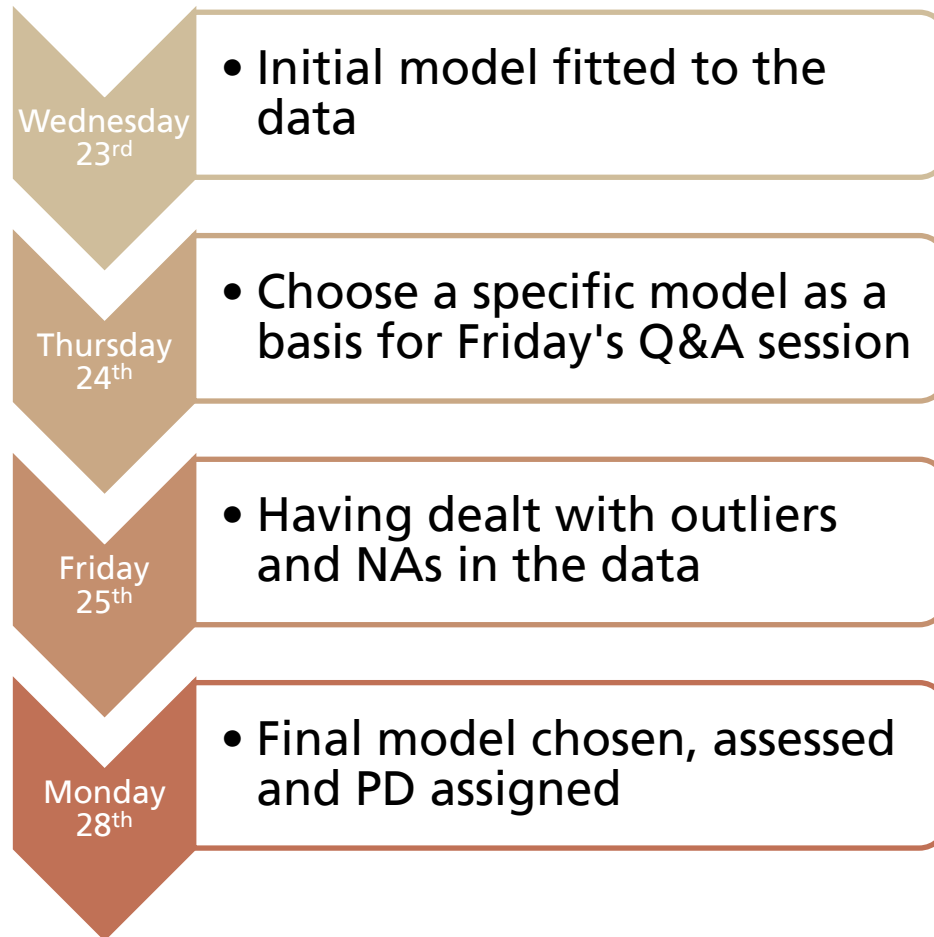 Wednesday
23rd
• Initial model fitted to the
data
Thursday
24th
• Choose a specific model as a
basis for Friday's Q&A session
Friday
25th
• Having dealt with outliers
and NAs in the data
Monday
28th
• Final model chosen, assessed
and PD assigned